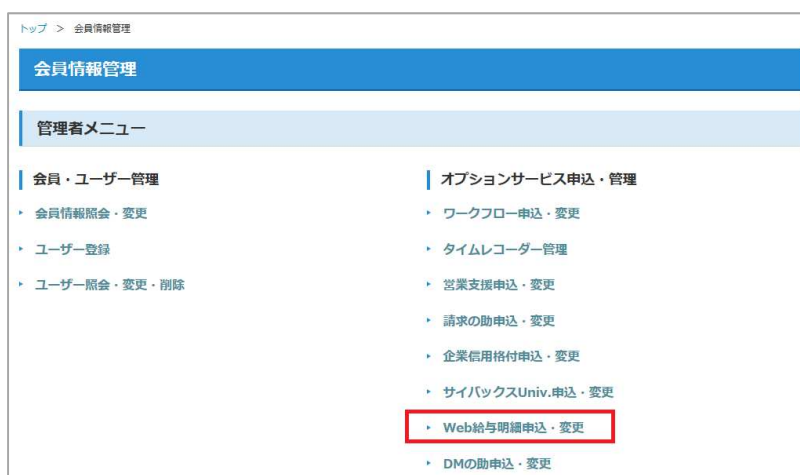 トップ > 会員情報管理
会員情報管理
管理者メニュー
会員・ユーザー管理
会員情報照会・変更
ユーザー登録
ユーザー照会・変更・削除
オプションサービス申込・管理
ワークフロー申込・変更
タイムレコーダー管理
営業支援申込・変更
請求の助申込・変更
企業信用格付申込・変更
サイバックスUniv.申込・変更
Web給与明細申込・変更
DMの助申込・変更